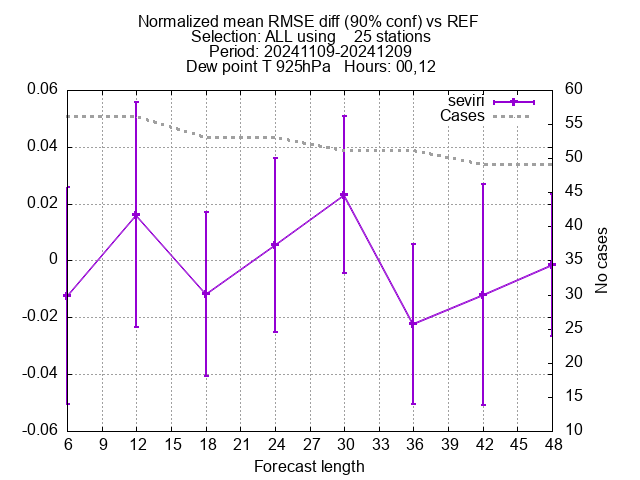 Normalized mean RMSE diff (90% conf) vs REF
Selection: ALL using    25 stations
Period: 20241109-20241209
Dew point T 925hPa   Hours: 00,12
seviri
Cases
0.06
0.04
0.02
0
-0.02
-0.04
-0.06
60
55
50
45
40
35
30
25
20
15
10
No cases
6 9 12 15 18 21 24 27 30 33 36 39 42 45 48
Forecast length